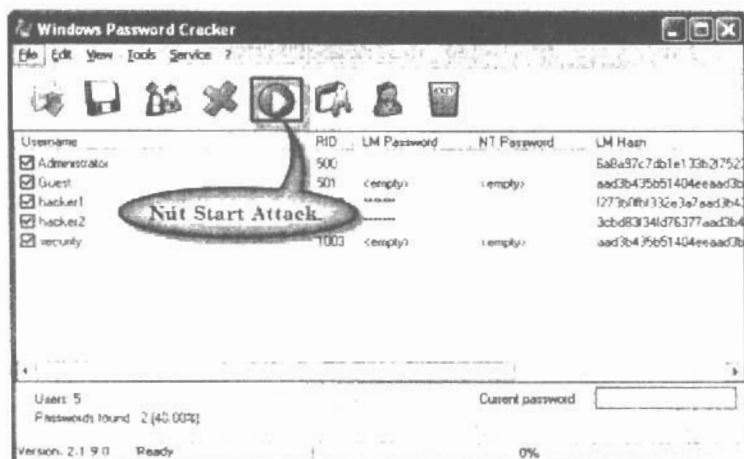 Windows Password Cracker
File Edit View Tools Service ?
Username RID LM Password NT Password LM Hash
Administrator 500
Guest 501 <empty> <empty> aad3b435b51404eeaad3b
hacker1 ******
hacker2 ******
security 1003 <empty> <empty> aad3b435b51404eeaad3b
Nút Start Attack.
Users: 5
Passwords found: 2 (40.00%)
Current password
Version. 2.1.9.0 Ready 0%